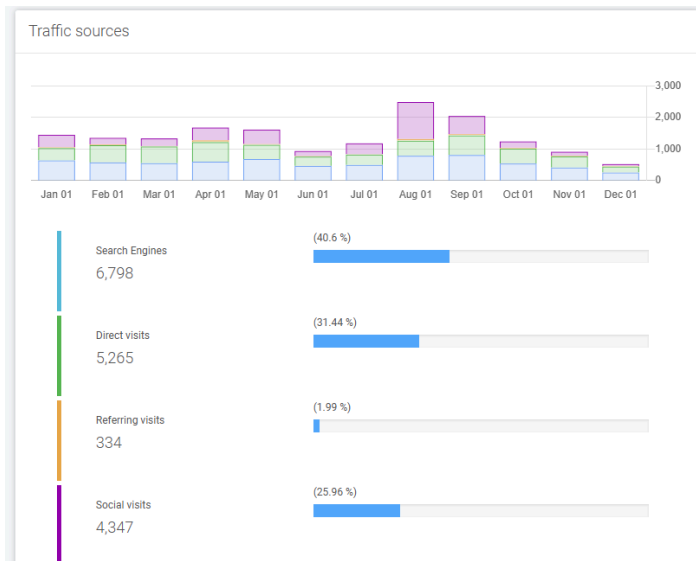 Traffic sources
3,000
2,000
1,000
0
Jan 01 Feb 01 Mar 01 Apr 01 May 01 Jun 01 Jul 01 Aug 01 Sep 01 Oct 01 Nov 01 Dec 01
Search Engines
6,798
(40.6 %)
Direct visits
5,265
(31.44 %)
Referring visits
334
(1.99 %)
Social visits
4,347
(25.96 %)